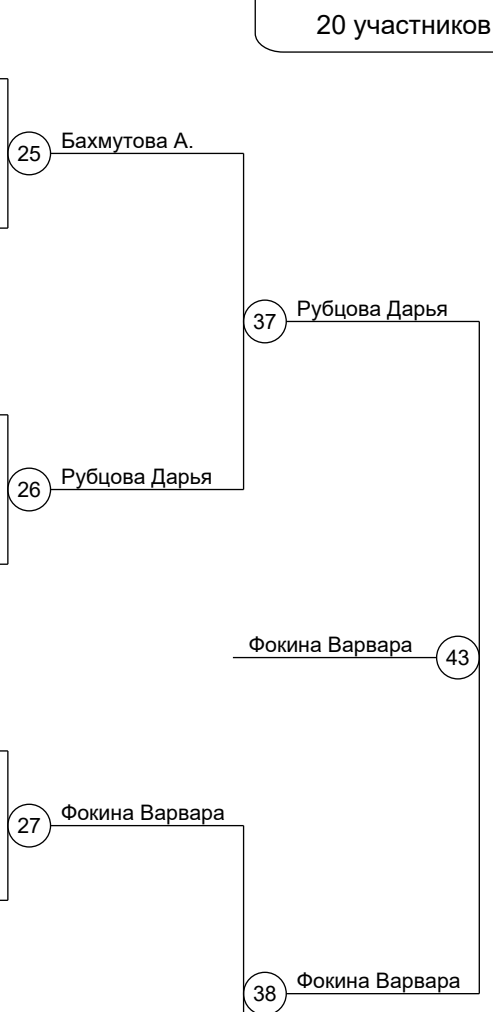 20 участников
25 Бахмутова А.
37 Рубцова Дарья
26 Рубцова Дарья
Фокина Варвара 43
27 Фокина Варвара
38 Фокина Варвара